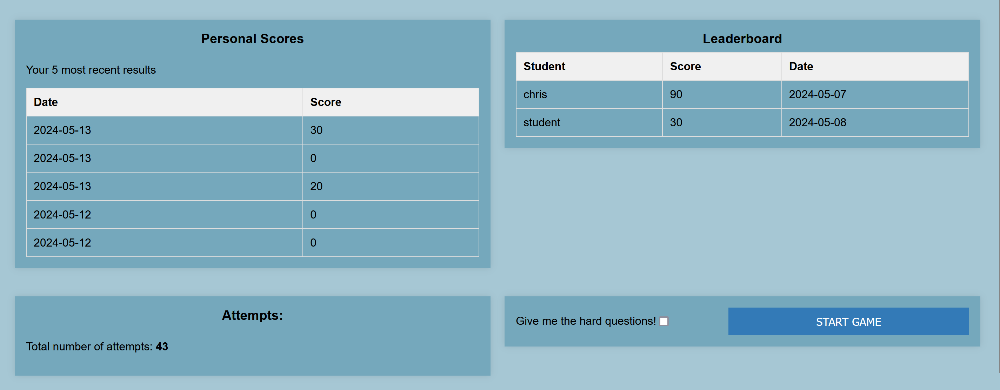 Personal Scores
Your 5 most recent results
Date Score
2024-05-13 30
2024-05-13 0
2024-05-13 20
2024-05-12 0
2024-05-12 0
Leaderboard
Student Score Date
chris 90 2024-05-07
student 30 2024-05-08
Attempts:
Total number of attempts: 43
Give me the hard questions!
START GAME